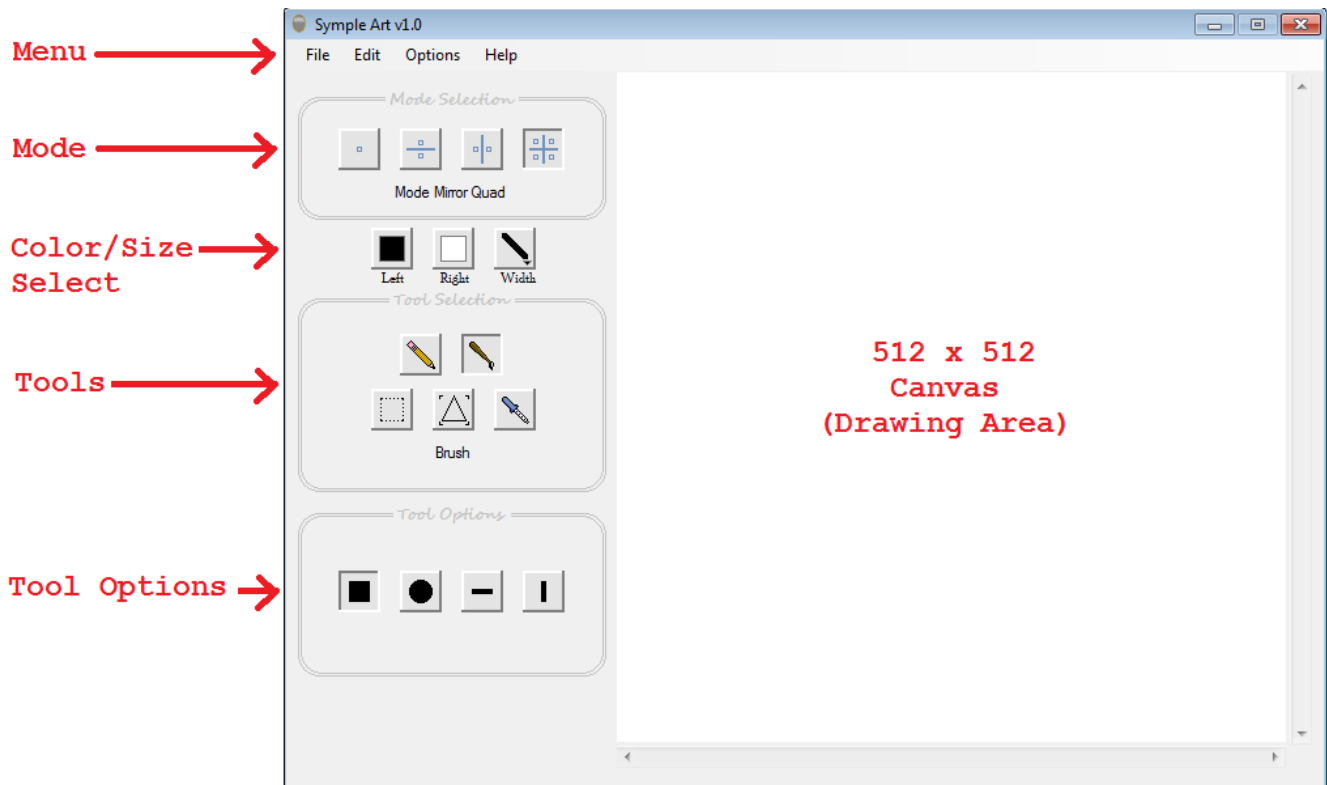 Symple Art v1.0
Menu
File Edit Options Help
Mode Selection
Mode
Mode Mirror Quad
Color/Size
Select
Left Right Width
Tool Selection
Tools
Brush
512 x 512
Canvas
(Drawing Area)
Tool Options
Tool Options